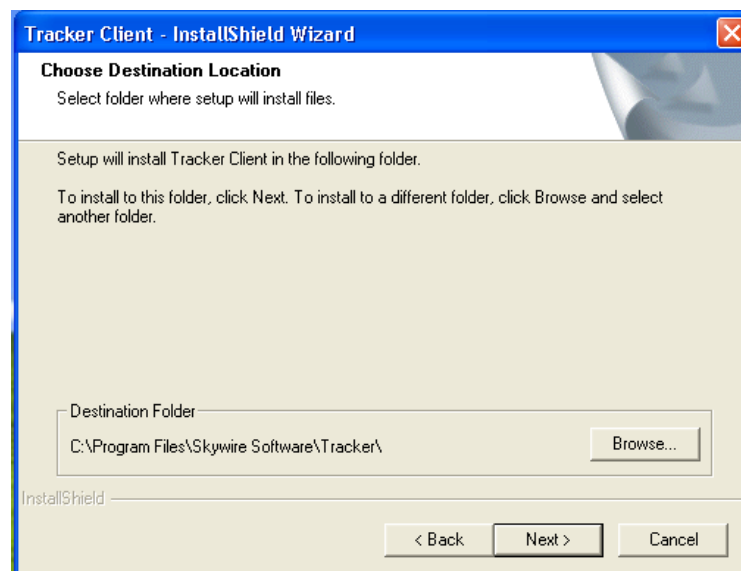 Tracker Client - InstallShield Wizard
Choose Destination Location
Select folder where setup will install files.
Setup will install Tracker Client in the following folder.
To install to this folder, click Next. To install to a different folder, click Browse and select
another folder.
Destination Folder
C:\Program Files\Skywire Software\Tracker\
Browse...
InstallShield
< Back
Next >
Cancel